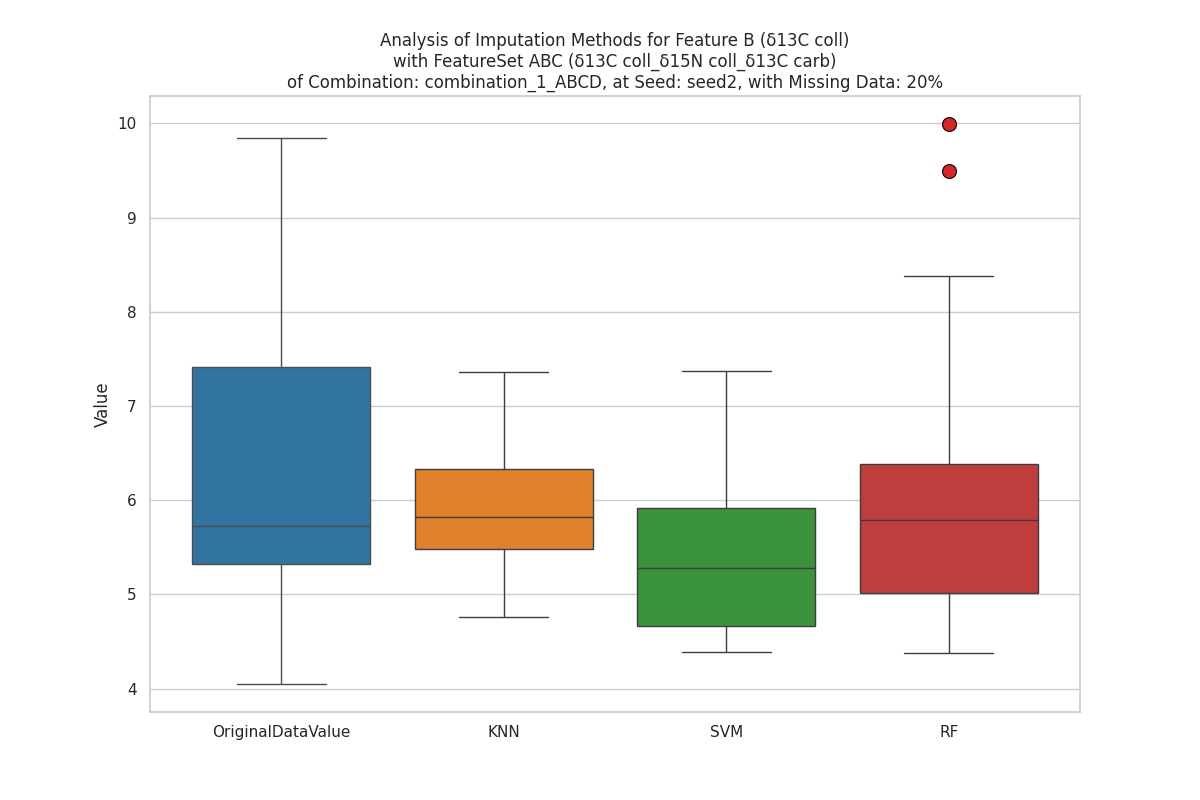 Analysis of Imputation Methods for Feature B (δ13C coll)
with FeatureSet ABC (δ13C coll_δ15N coll_δ13C carb)
of Combination: combination_1_ABCD, at Seed: seed2, with Missing Data: 20%
10
9
8
7
6
5
4
Value
OriginalDataValue
KNN
SVM
RF